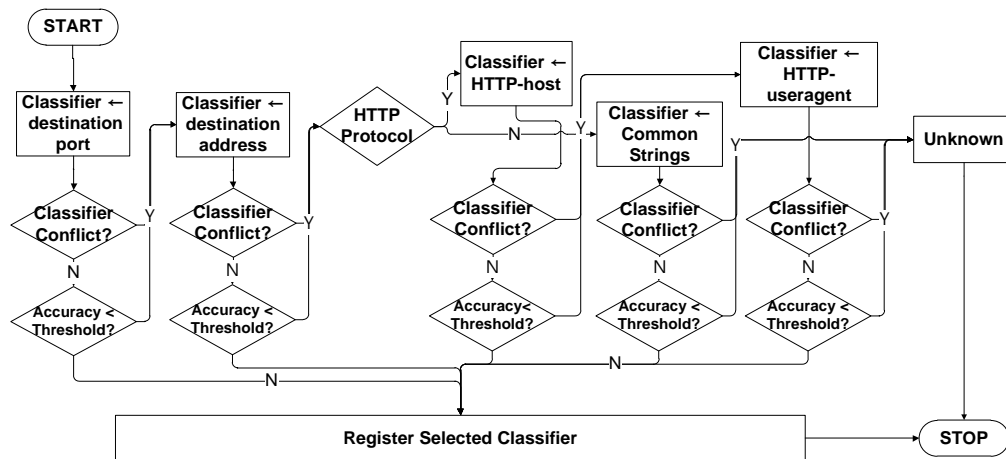 START
Classifier ←
destination
port
Classifier ←
destination
address
HTTP
Protocol
Y
N
Classifier ←
HTTP-host
Classifier ←
Common
Strings
Classifier ←
HTTP-
useragent
Unknown
Classifier
Conflict?
Y
N
Accuracy <
Threshold?
Classifier
Conflict?
Y
N
Accuracy <
Threshold?
Classifier
Conflict?
Y
N
Accuracy<
Threshold?
Classifier
Conflict?
Y
N
Accuracy <
Threshold?
Classifier
Conflict?
Y
N
Accuracy <
Threshold?
N
N
N
Register Selected Classifier
STOP